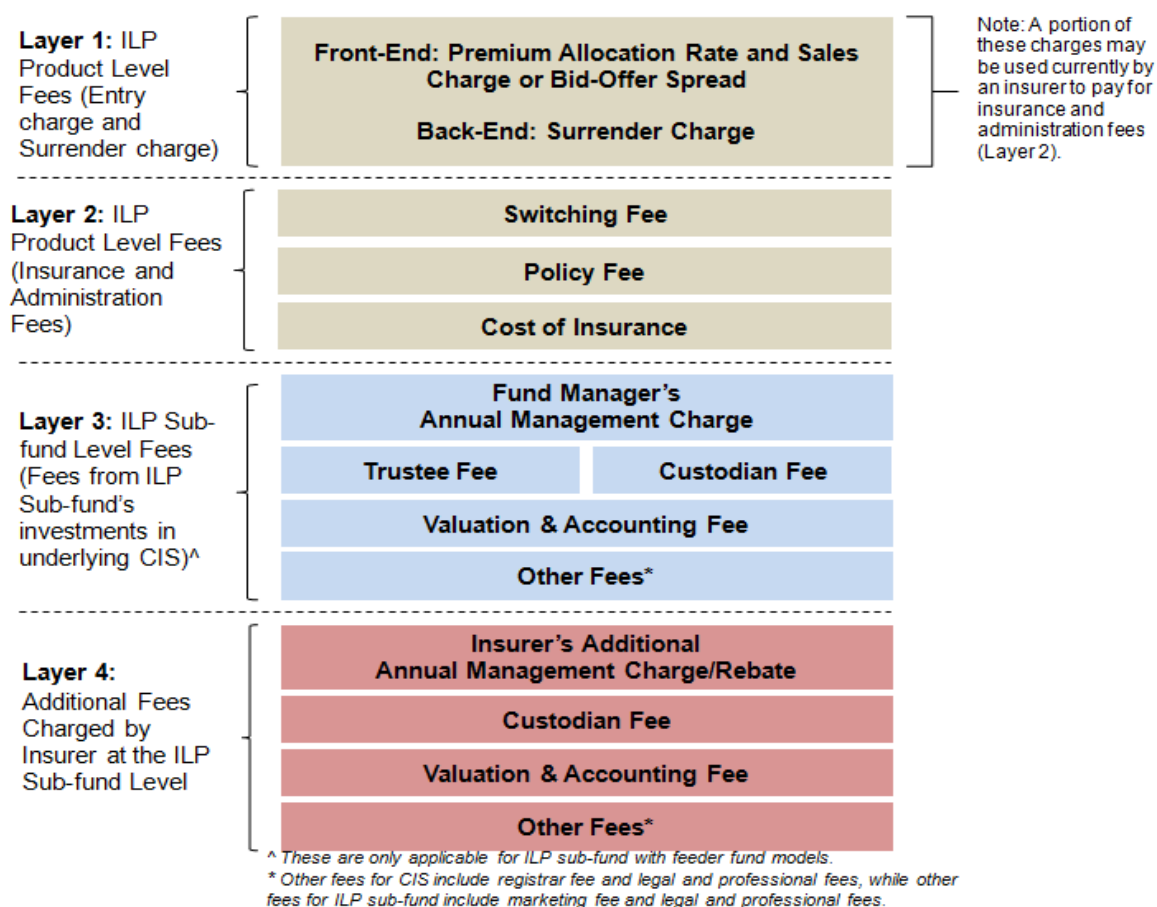 Layer 1: ILP
Product Level
Fees (Entry
charge and
Surrender charge)
Front-End: Premium Allocation Rate and Sales
Charge or Bid-Offer Spread
Back-End: Surrender Charge
Note: A portion of
these charges may
be used currently by
an insurer to pay for
insurance and
administration fees
(Layer 2).
Layer 2: ILP
Product Level Fees
(Insurance and
Administration
Fees)
Switching Fee
Policy Fee
Cost of Insurance
Layer 3: ILP Sub-
fund Level Fees
(Fees from ILP
Sub-fund's
investments in
underlying CIS)^
Fund Manager's
Annual Management Charge
Trustee Fee
Custodian Fee
Valuation & Accounting Fee
Other Fees*
Layer 4:
Additional Fees
Charged by
Insurer at the ILP
Sub-fund Level
Insurer's Additional
Annual Management Charge/Rebate
Custodian Fee
Valuation & Accounting Fee
Other Fees*
^ These are only applicable for ILP sub-fund with feeder fund models.
* Other fees for CIS include registrar fee and legal and professional fees, while other
fees for ILP sub-fund include marketing fee and legal and professional fees.